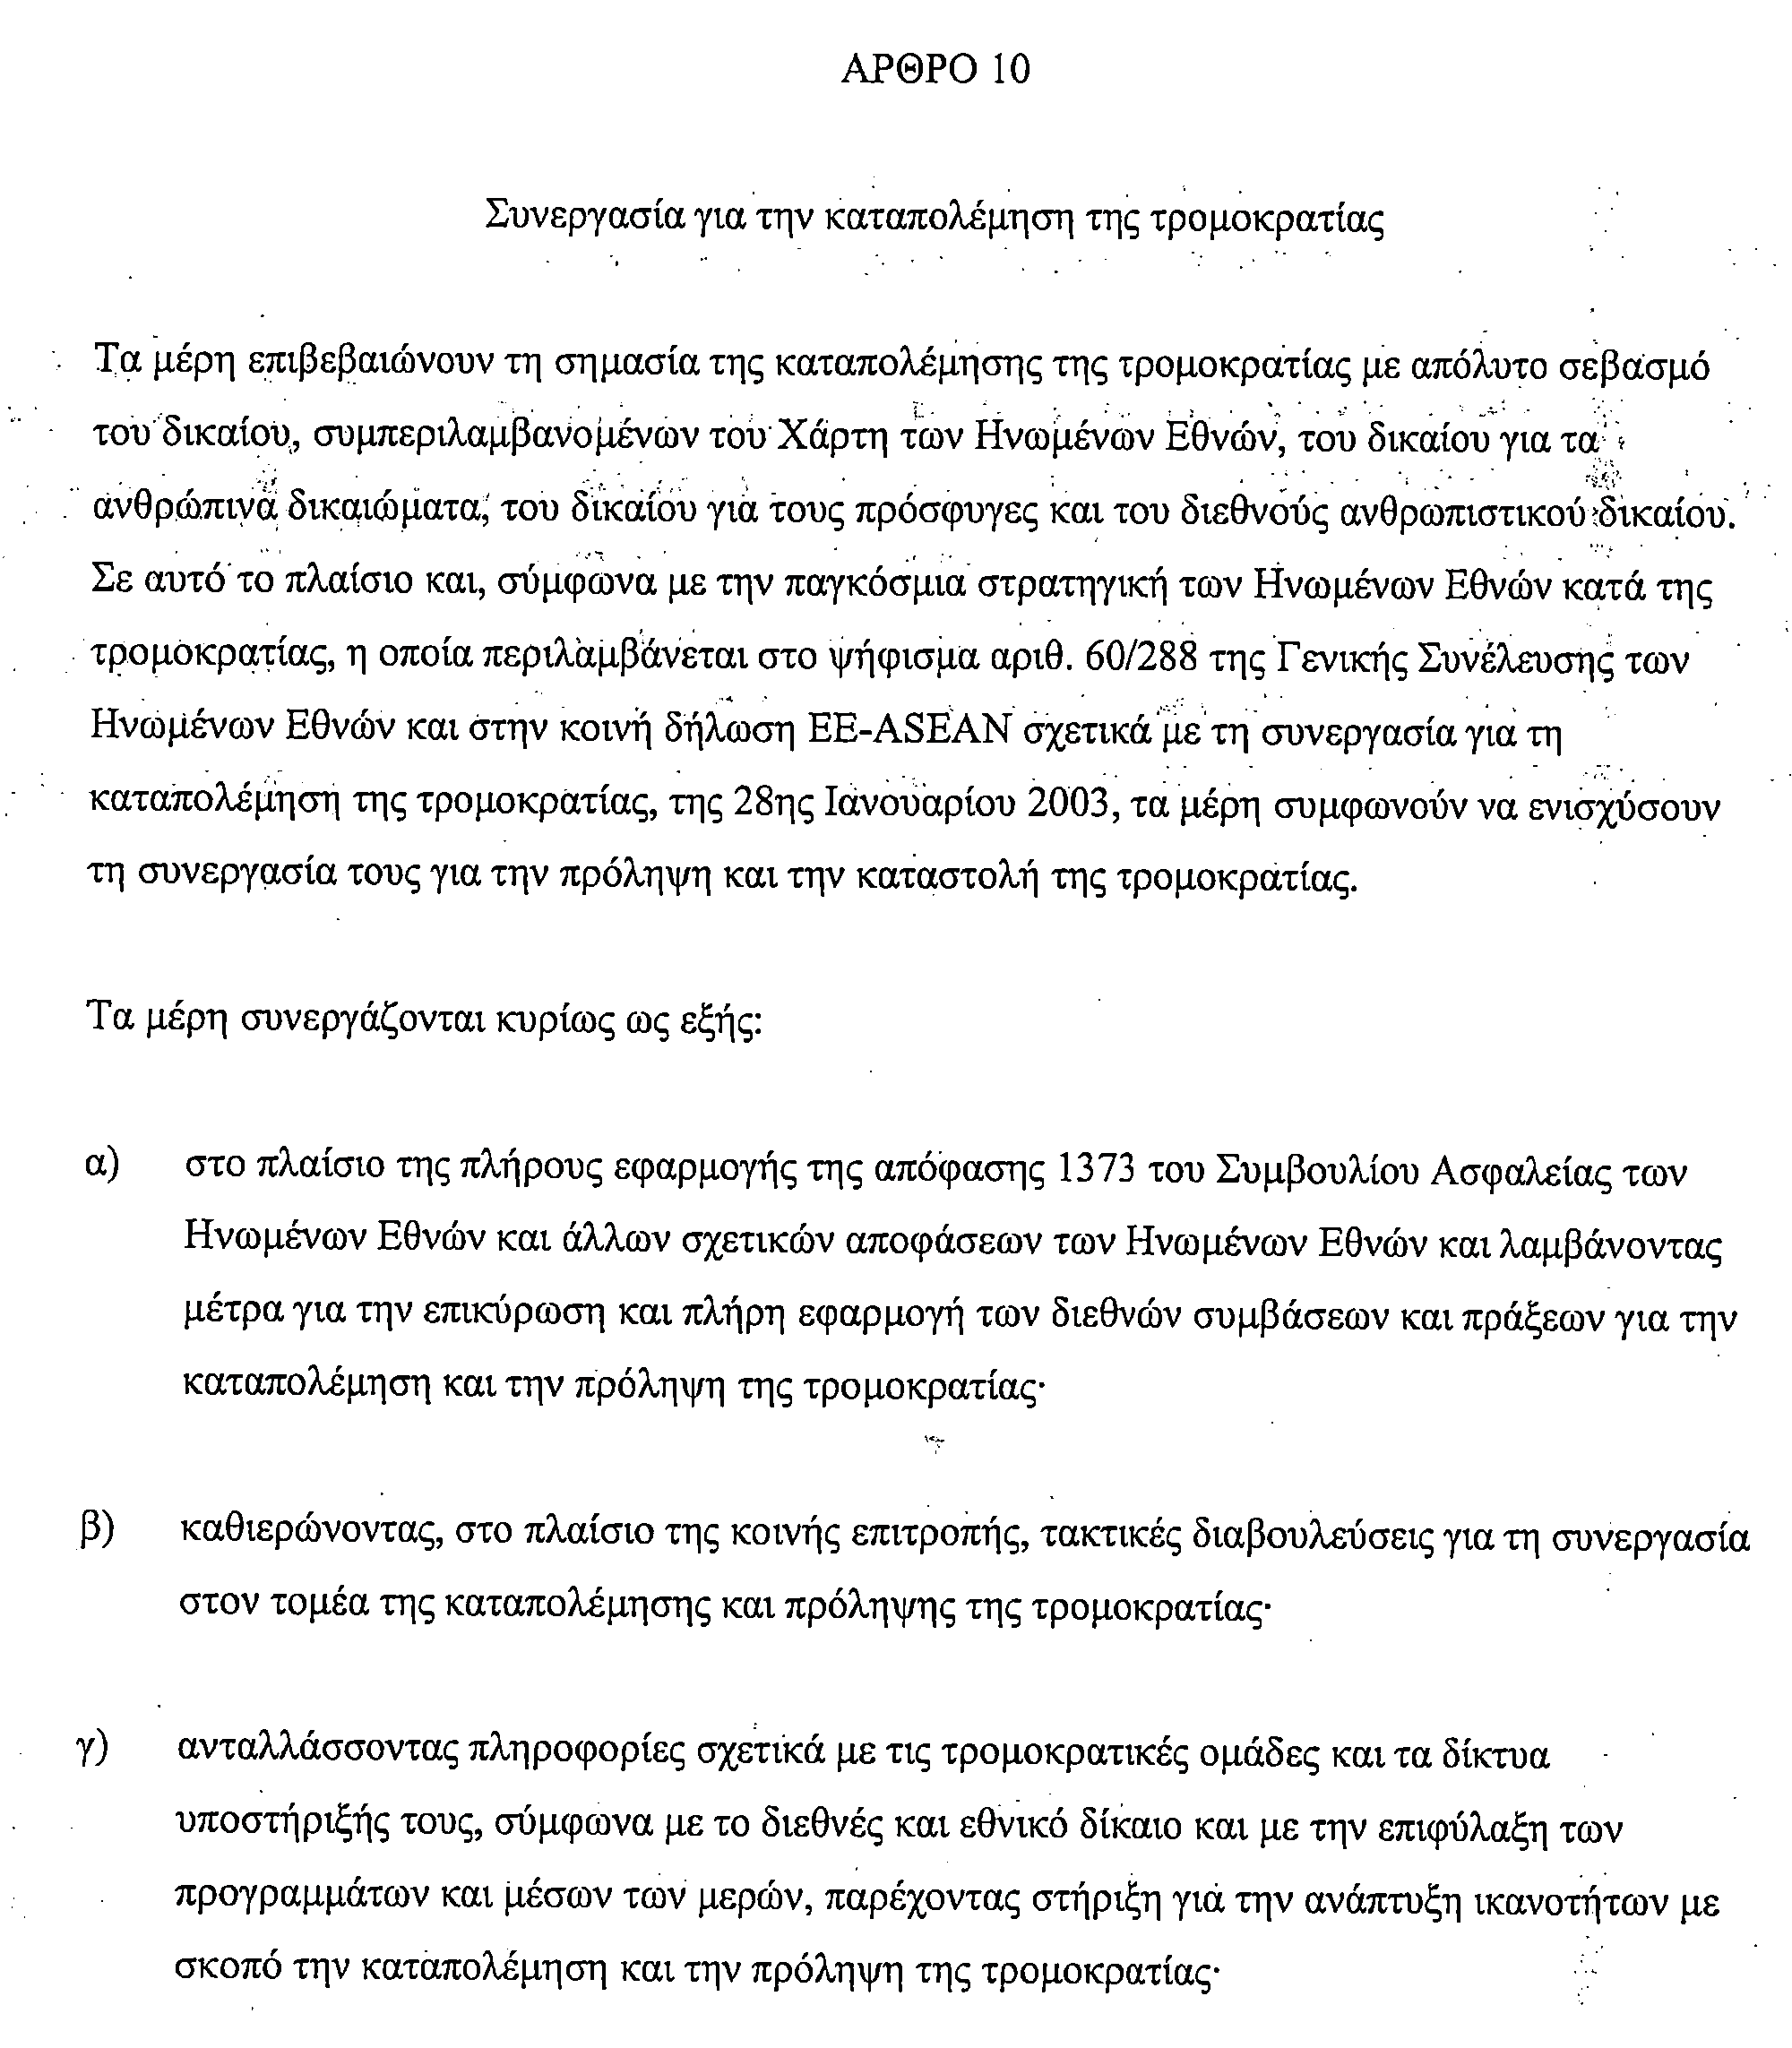 ΑΡΘΡΟ 10
Συνεργασία για την καταπολέμηση της τρομοκρατίας
Τα μέρη επιβεβαιώνουν τη σημασία της καταπολέμησης της τρομοκρατίας με απόλυτο σεβασμό
του δικαίου, συμπεριλαμβανομένων του Χάρτη των Ηνωμένων Εθνών, του δικαίου για τα
ανθρώπινα δικαιώματα, του δικαίου για τους πρόσφυγες και του διεθνούς ανθρωπιστικού δικαίου.
Σε αυτό το πλαίσιο και, σύμφωνα με την παγκόσμια στρατηγική των Ηνωμένων Εθνών κατά της
τρομοκρατίας, η οποία περιλαμβάνεται στο ψήφισμα αριθ. 60/288 της Γενικής Συνέλευσης των
Ηνωμένων Εθνών και στην κοινή δήλωση ΕΕ-ASEAN σχετικά με τη συνεργασία για τη
καταπολέμηση της τρομοκρατίας, της 28ης Ιανουαρίου 2003, τα μέρη συμφωνούν να ενισχύσουν
τη συνεργασία τους για την πρόληψη και την καταστολή της τρομοκρατίας.
Τα μέρη συνεργάζονται κυρίως ως εξής:
α) στο πλαίσιο της πλήρους εφαρμογής της απόφασης 1373 του Συμβουλίου Ασφαλείας των
Ηνωμένων Εθνών και άλλων σχετικών αποφάσεων των Ηνωμένων Εθνών και λαμβάνοντας
μέτρα για την επικύρωση και πλήρη εφαρμογή των διεθνών συμβάσεων και πράξεων για την
καταπολέμηση και την πρόληψη της τρομοκρατίας·
β) καθιερώνοντας, στο πλαίσιο της κοινής επιτροπής, τακτικές διαβουλεύσεις για τη συνεργασία
στον τομέα της καταπολέμησης και πρόληψης της τρομοκρατίας·
γ) ανταλλάσσοντας πληροφορίες σχετικά με τις τρομοκρατικές ομάδες και τα δίκτυα
υποστήριξής τους, σύμφωνα με το διεθνές και εθνικό δίκαιο και με την επιφύλαξη των
προγραμμάτων και μέσων των μερών, παρέχοντας στήριξη για την ανάπτυξη ικανοτήτων με
σκοπό την καταπολέμηση και την πρόληψη της τρομοκρατίας·